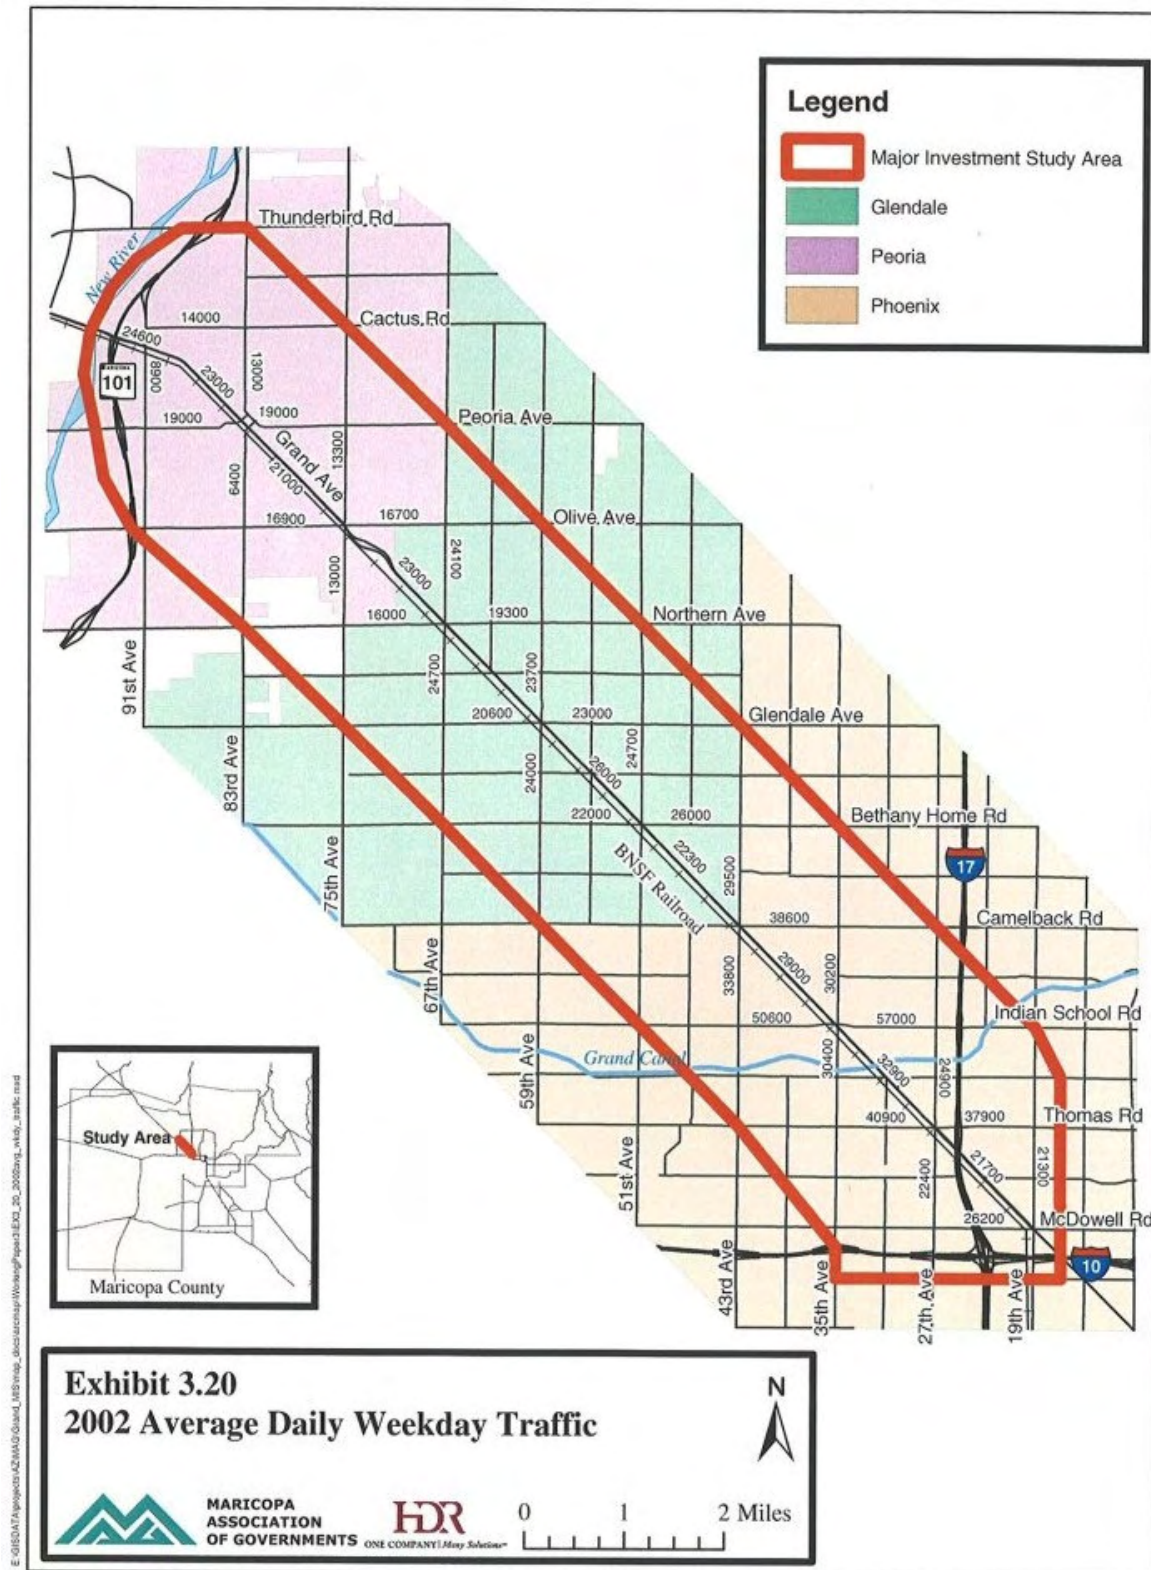 Legend
Major Investment Study Area
Glendale
Peoria
Phoenix
Thunderbird Rd
New River
14000
Cactus Rd
24600
8900
13000
101
23000
19000
19000
Peoria Ave
Grand Ave
13300
6400
21000
16900
16700
Olive Ave
24100
13000
23000
16000
19300
Northern Ave
91st Ave
24700
23700
20600
23000
Glendale Ave
24700
83rd Ave
24000
26000
22000
26000
Bethany Home Rd
BNSF Railroad
22300
17
75th Ave
29500
38600
Camelback Rd
67th Ave
33800
29000
30200
50600
57000
Indian School Rd
Grand Canal
59th Ave
30400
32900
24900
40900
37900
Thomas Rd
51st Ave
22400
21700
21300
26200
McDowell Rd
10
43rd Ave
35th Ave
27th Ave
19th Ave
Study Area
Maricopa County
Exhibit 3.20
2002 Average Daily Weekday Traffic
N
MARICOPA
ASSOCIATION
OF GOVERNMENTS
HDR
ONE COMPANY | Many Solutions
0 1 2 Miles